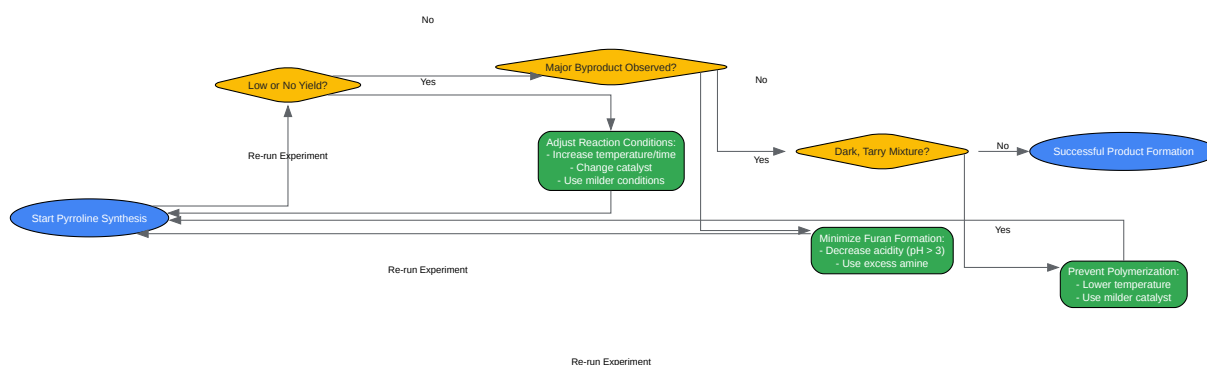 No
Major Byproduct Observed?
Low or No Yield?
Yes
No
Adjust Reaction Conditions:
- Increase temperature/time
- Change catalyst
- Use milder conditions
Re-run Experiment
Yes
Dark, Tarry Mixture?
No
Successful Product Formation
Start Pyrroline Synthesis
Yes
Minimize Furan Formation:
- Decrease acidity (pH > 3)
- Use excess amine
Re-run Experiment
Prevent Polymerization:
- Lower temperature
- Use milder catalyst
Re-run Experiment